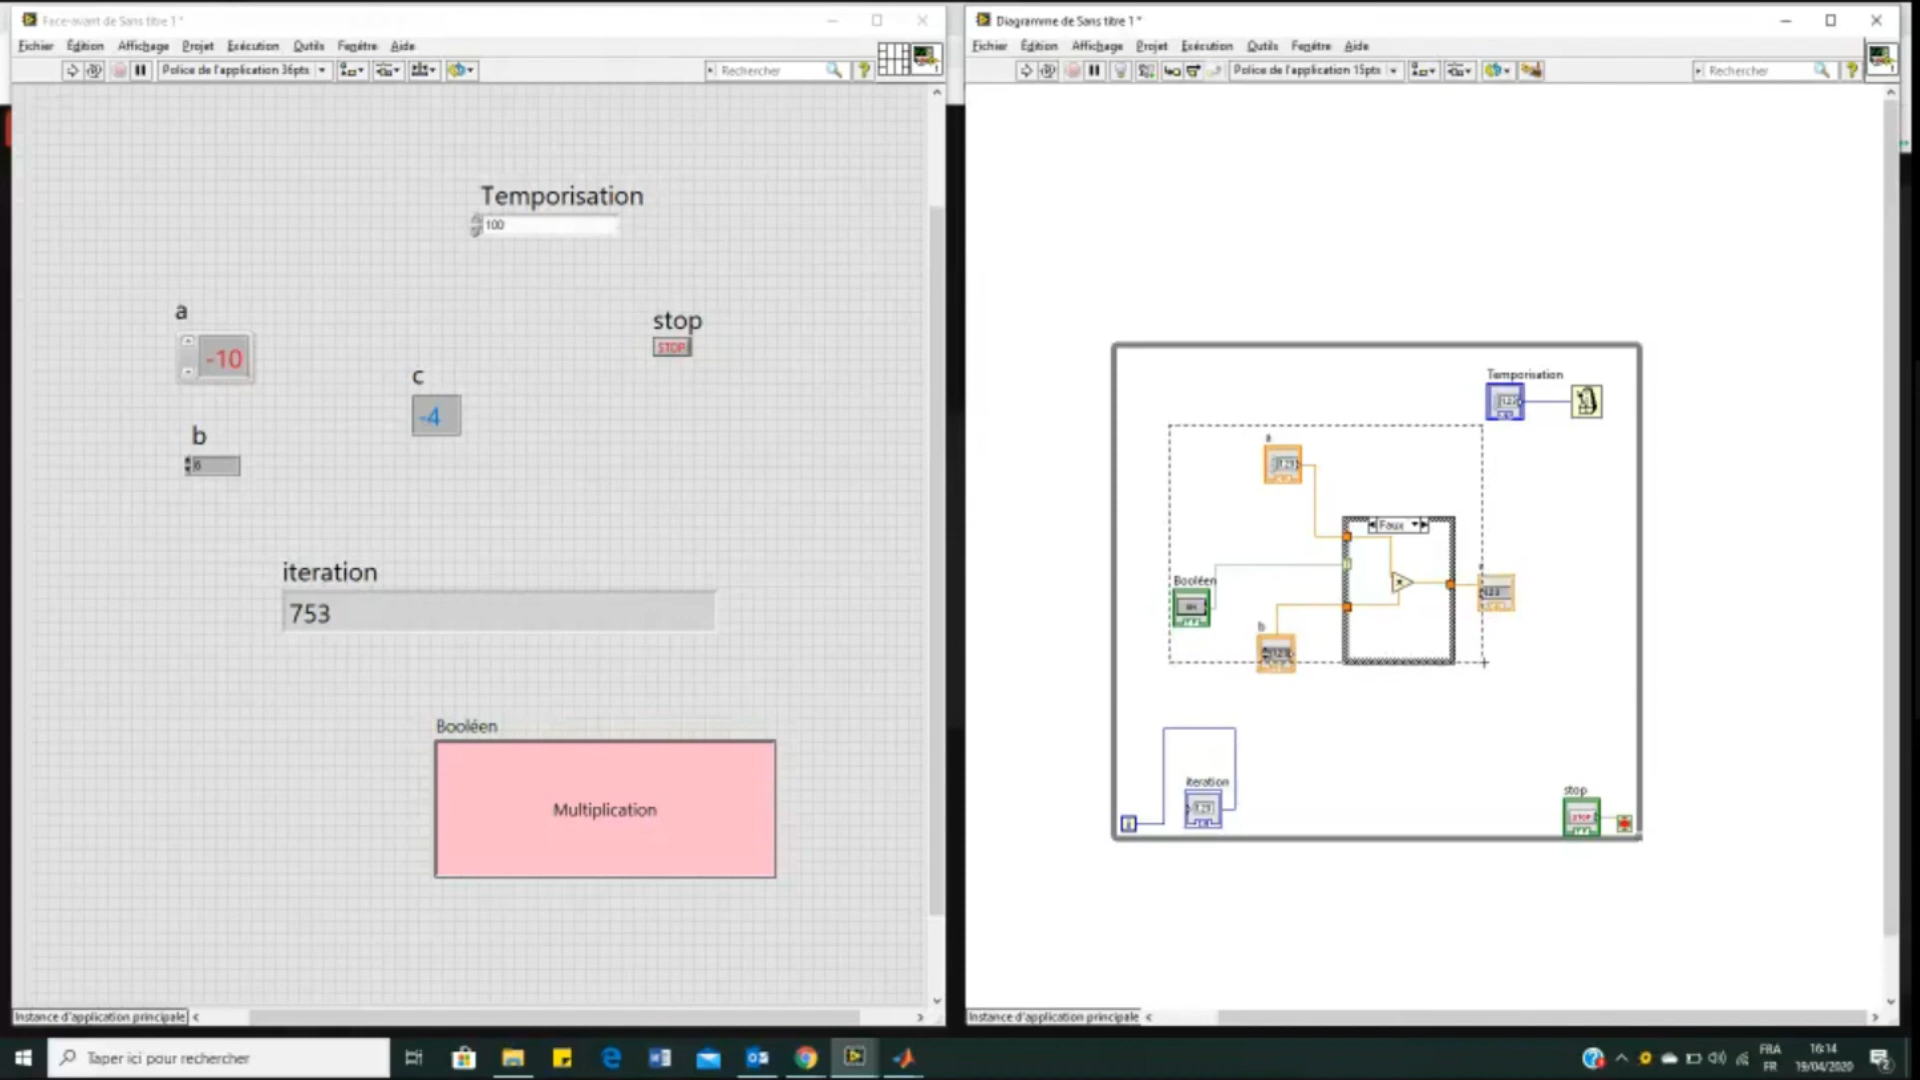 Face-avant de Sans titre 1 *
Fichier Édition Affichage Projet Exécution Outils Fenêtre Aide
Police de l'application 36pts
Rechercher
Temporisation
100
a
-10
stop
STOP
c
-4
b
6
iteration
753
Booléen
Multiplication
Instance d'application principale
Diagramme de Sans titre 1 *
Fichier Édition Affichage Projet Exécution Outils Fenêtre Aide
Police de l'application 15pts
Rechercher
Temporisation
a
Faux
Booléen
b
iteration
stop
STOP
i
Instance d'application principale
Taper ici pour rechercher
FRA
FR
16:14
19/04/2020